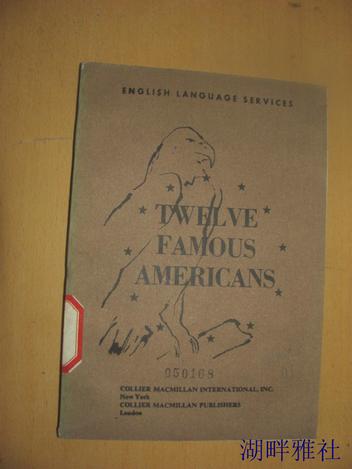 ENGLISH LANGUAGE SERVICES
TWELVE
FAMOUS
AMERICANS
050168
01
COLLIER MACMILLAN INTERNATIONAL, INC.
New York
COLLIER MACMILLAN PUBLISHERS
London
湖畔雅社